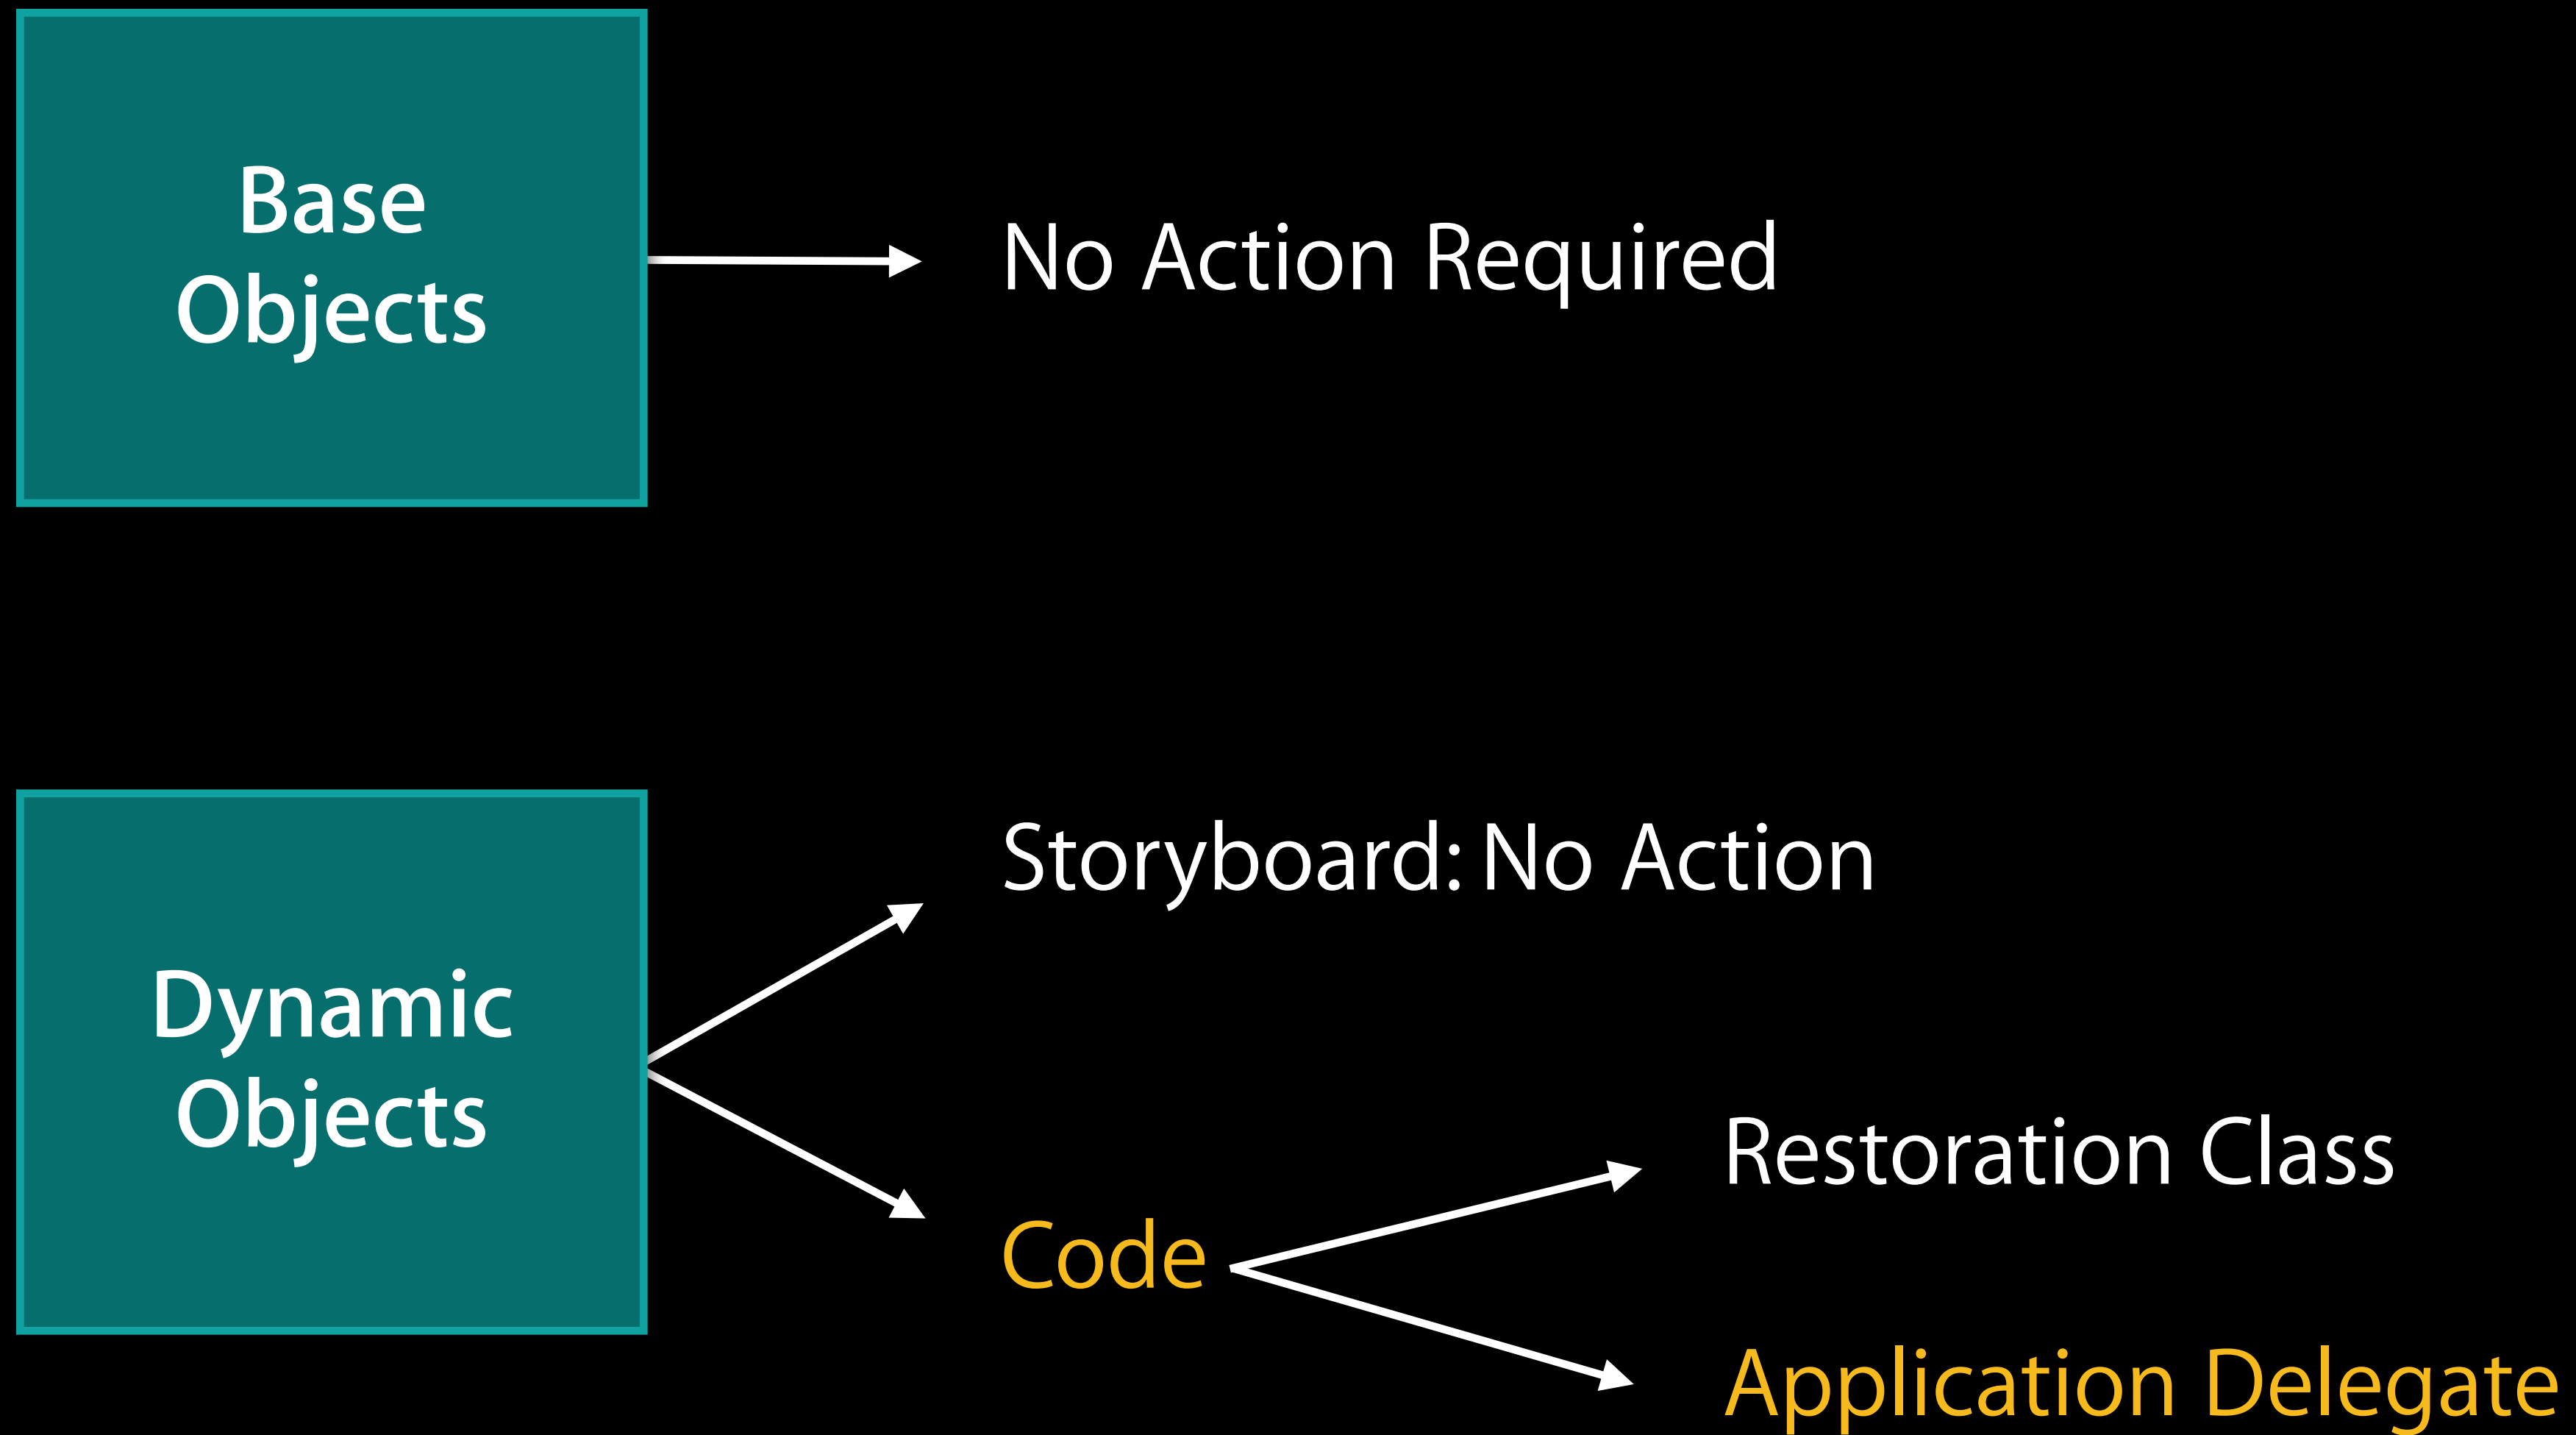 Base
Objects
No Action Required
Storyboard: No Action
Dynamic
Objects
Restoration Class
Code
Application Delegate